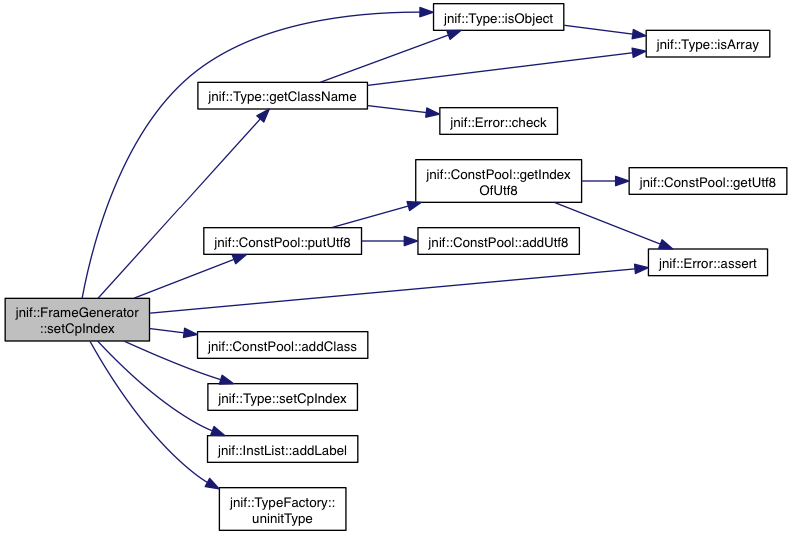 jnif::Type::isObject
jnif::Type::isArray
jnif::Type::getClassName
jnif::Error::check
jnif::ConstPool::getIndex
OfUtf8
jnif::ConstPool::getUtf8
jnif::ConstPool::putUtf8
jnif::ConstPool::addUtf8
jnif::Error::assert
jnif::FrameGenerator
::setCpIndex
jnif::ConstPool::addClass
jnif::Type::setCpIndex
jnif::InstList::addLabel
jnif::TypeFactory::
uninitType